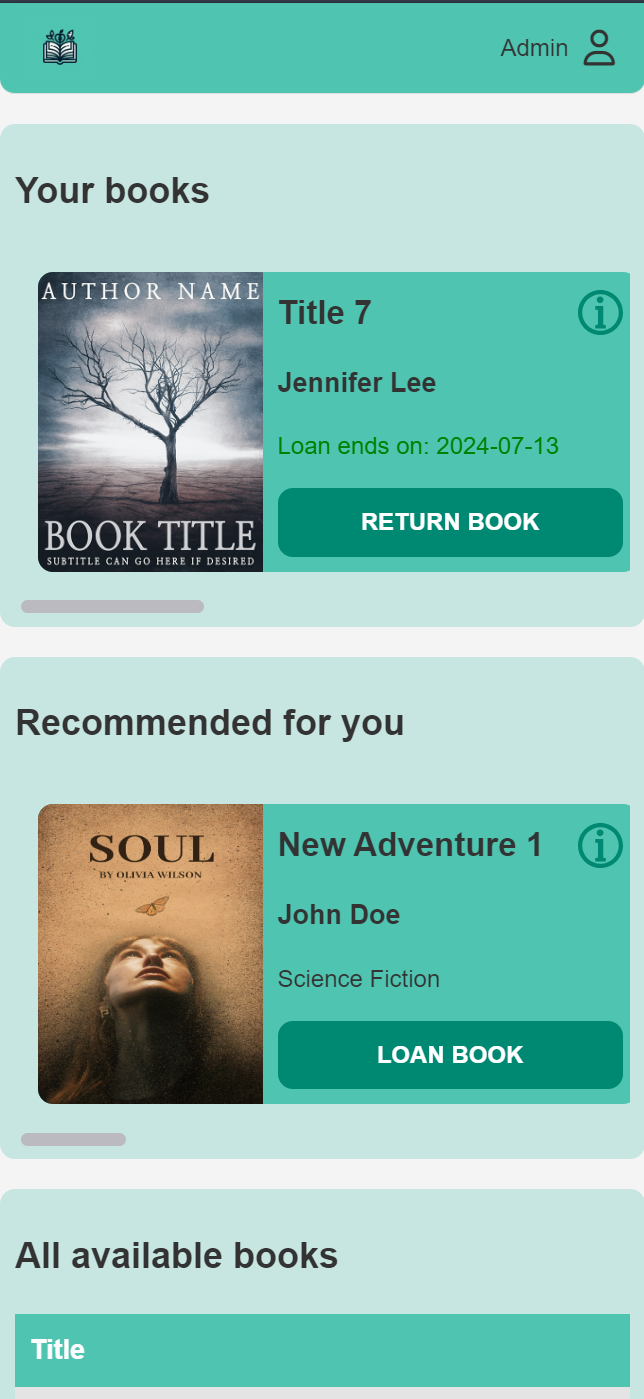 Admin
Your books
AUTHOR NAME
BOOK TITLE
SUBTITLE CAN GO HERE IF DESIRED
Title 7
Jennifer Lee
Loan ends on: 2024-07-13
RETURN BOOK
Recommended for you
SOUL
BY OLIVIA WILSON
New Adventure 1
John Doe
Science Fiction
LOAN BOOK
All available books
Title